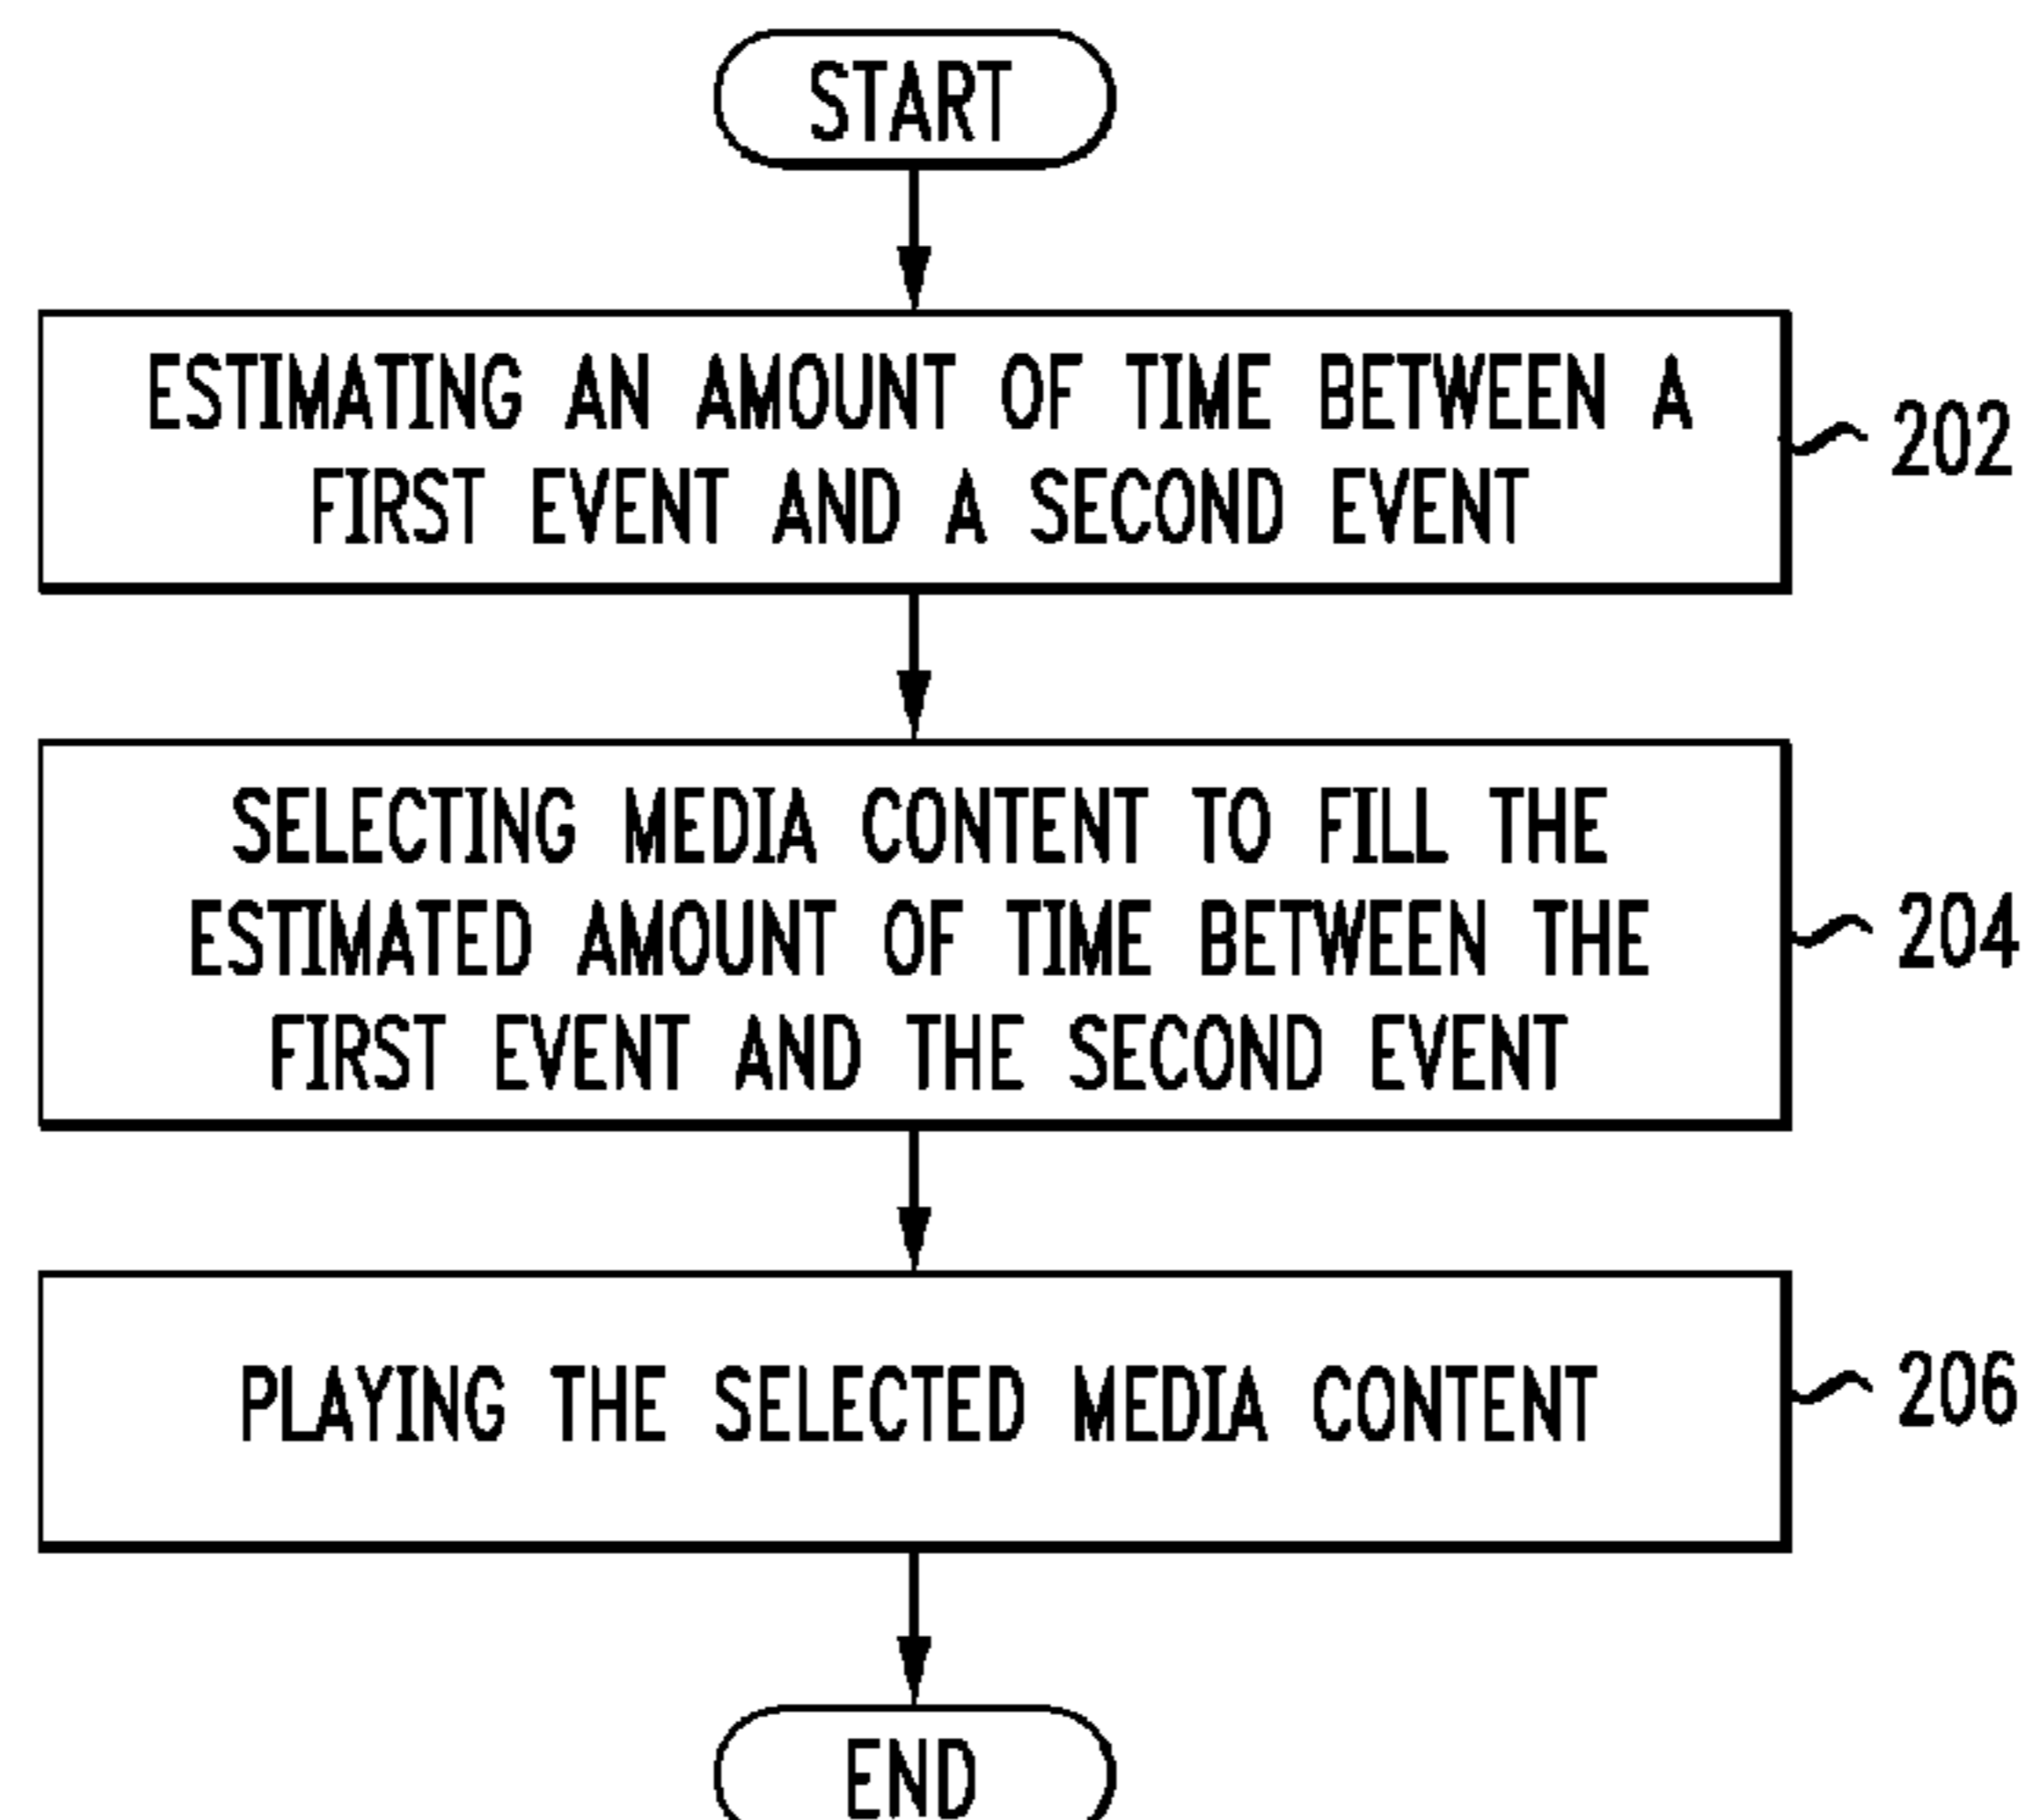 START
ESTIMATING AN AMOUNT OF TIME BETWEEN A
FIRST EVENT AND A SECOND EVENT
202
SELECTING MEDIA CONTENT TO FILL THE
ESTIMATED AMOUNT OF TIME BETWEEN THE
FIRST EVENT AND THE SECOND EVENT
204
PLAYING THE SELECTED MEDIA CONTENT
206
END